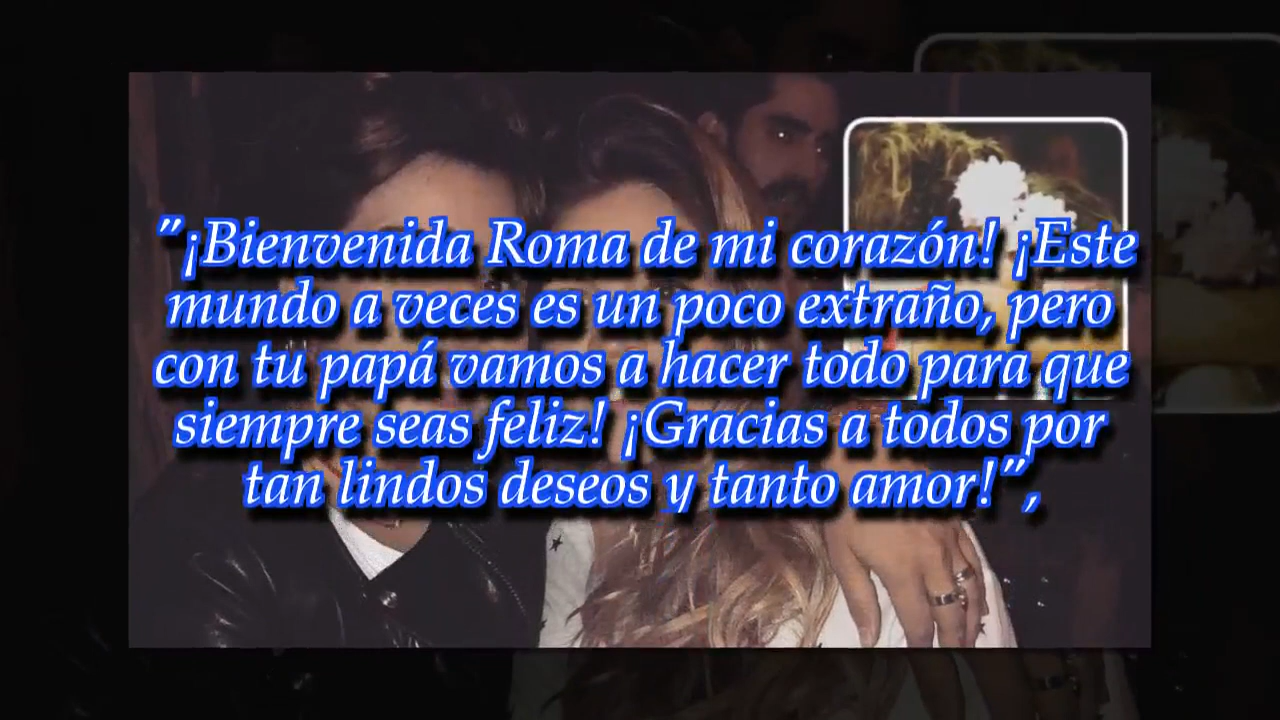 "¡Bienvenida Roma de mi corazón! ¡Este
mundo a veces es un poco extraño, pero
con tu papá vamos a hacer todo para que
siempre seas feliz! ¡Gracias a todos por
tan lindos deseos y tanto amor!",